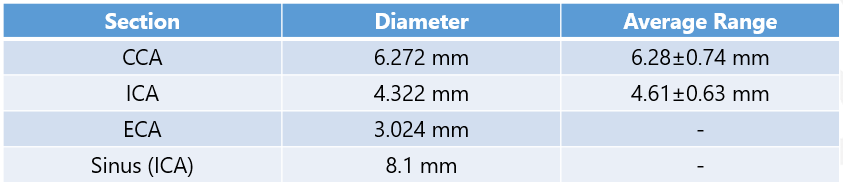 Section Diameter Average Range
CCA 6.272 mm 6.28±0.74 mm
ICA 4.322 mm 4.61±0.63 mm
ECA 3.024 mm -
Sinus (ICA) 8.1 mm -